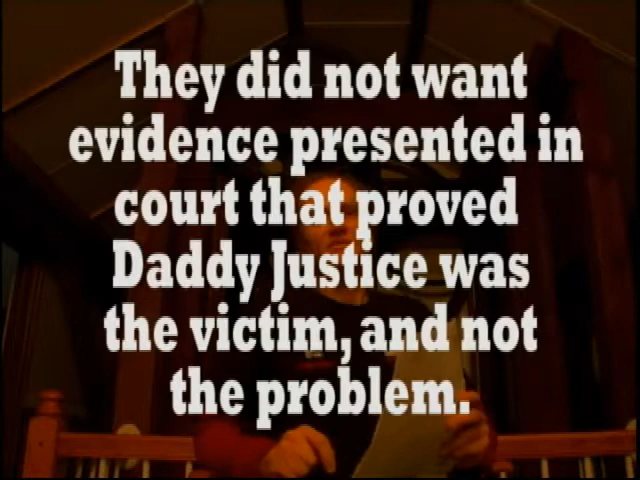 They did not want
evidence presented in
court that proved
Daddy Justice was
the victim, and not
the problem.